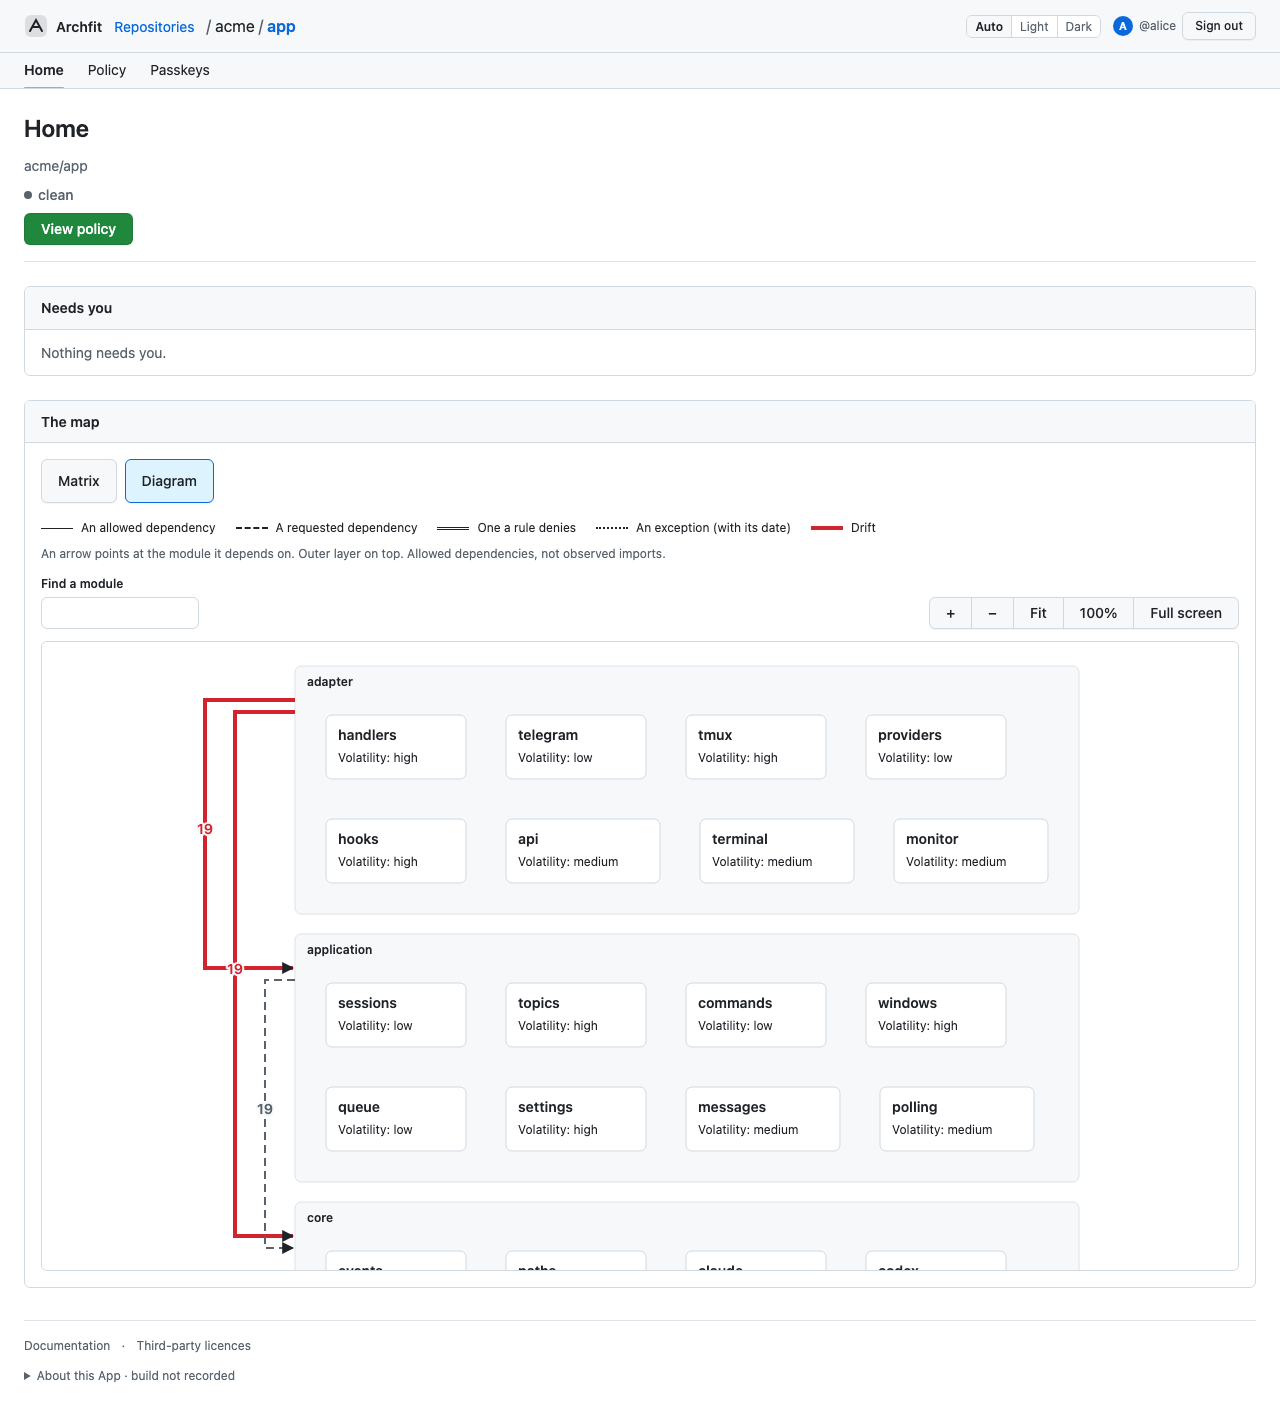 Archfit Repositories / acme / app Auto Light Dark A @alice Sign out
Home Policy Passkeys
Home
acme/app
clean
View policy
Needs you
Nothing needs you.
The map
Matrix Diagram
An allowed dependency A requested dependency One a rule denies An exception (with its date) Drift
An arrow points at the module it depends on. Outer layer on top. Allowed dependencies, not observed imports.
Find a module
+ − Fit 100% Full screen
adapter
handlers telegram tmux providers
Volatility: high Volatility: low Volatility: high Volatility: low
19
hooks api terminal monitor
Volatility: high Volatility: medium Volatility: medium Volatility: medium
application
19
sessions topics commands windows
Volatility: low Volatility: high Volatility: low Volatility: high
19
queue settings messages polling
Volatility: low Volatility: high Volatility: medium Volatility: medium
core
Documentation · Third-party licences
About this App · build not recorded